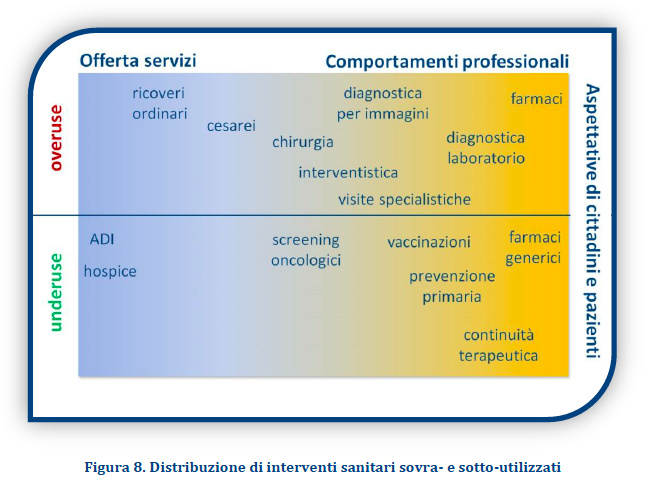 Offerta servizi
Comportamenti professionali
overuse
ricoveri
ordinari
cesarei
chirurgia
diagnostica
per immagini
farmaci
diagnostica
laboratorio
interventistica
visite specialistiche
underuse
ADI
hospice
screening
oncologici
vaccinazioni
farmaci
generici
prevenzione
primaria
continuità
terapeutica
Aspettative di cittadini e pazienti
Figura 8. Distribuzione di interventi sanitari sovra- e sotto-utilizzati